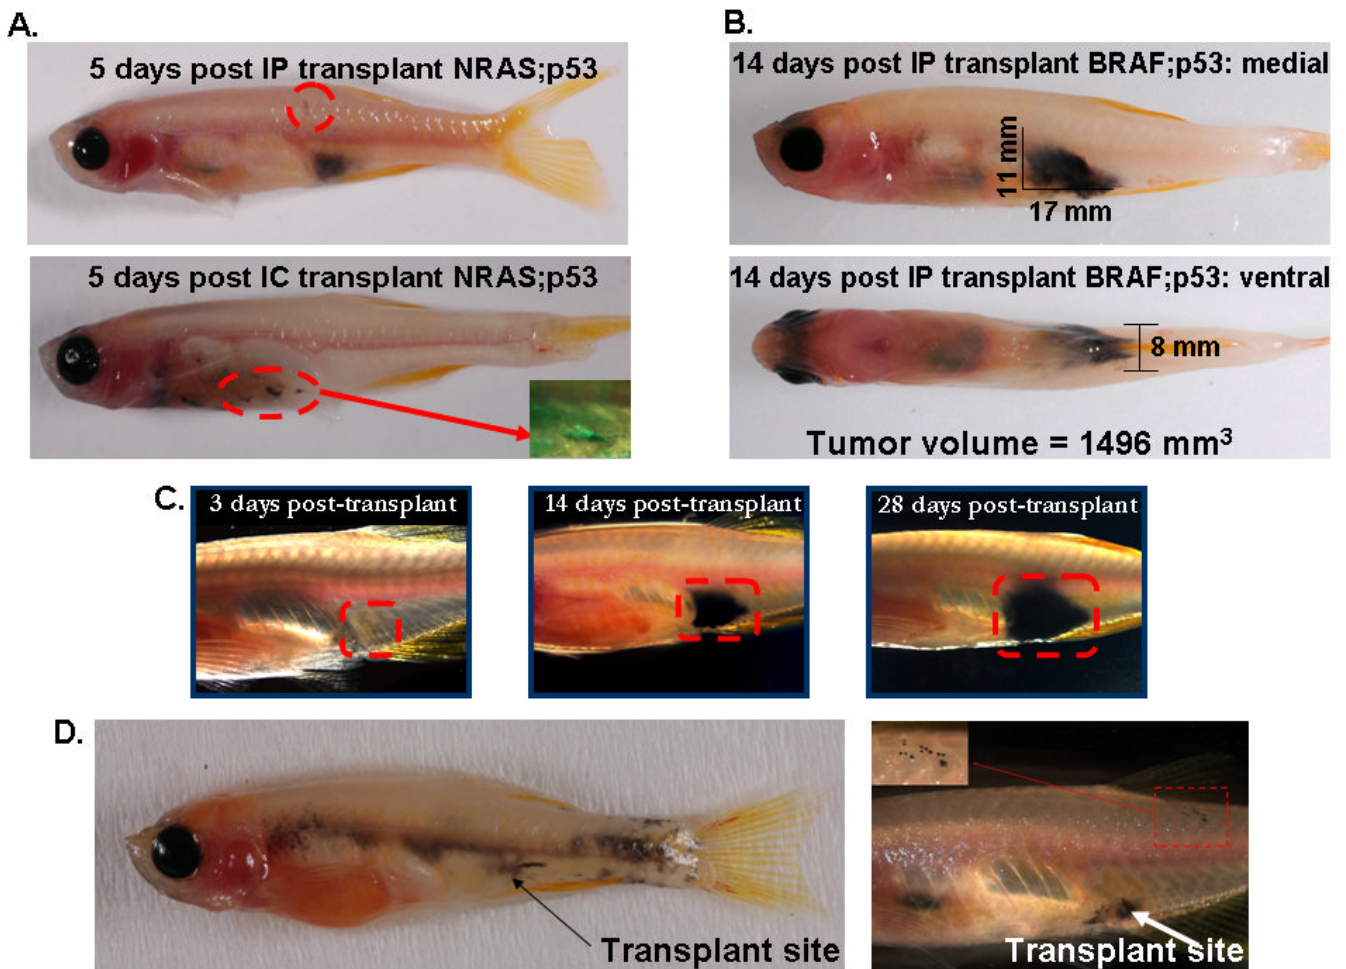 A.
5 days post IP transplant NRAS;p53
5 days post IC transplant NRAS;p53
B.
14 days post IP transplant BRAF;p53: medial
11 mm
17 mm
14 days post IP transplant BRAF;p53: ventral
8 mm
Tumor volume = 1496 mm³
C.
3 days post-transplant
14 days post-transplant
28 days post-transplant
D.
Transplant site
Transplant site